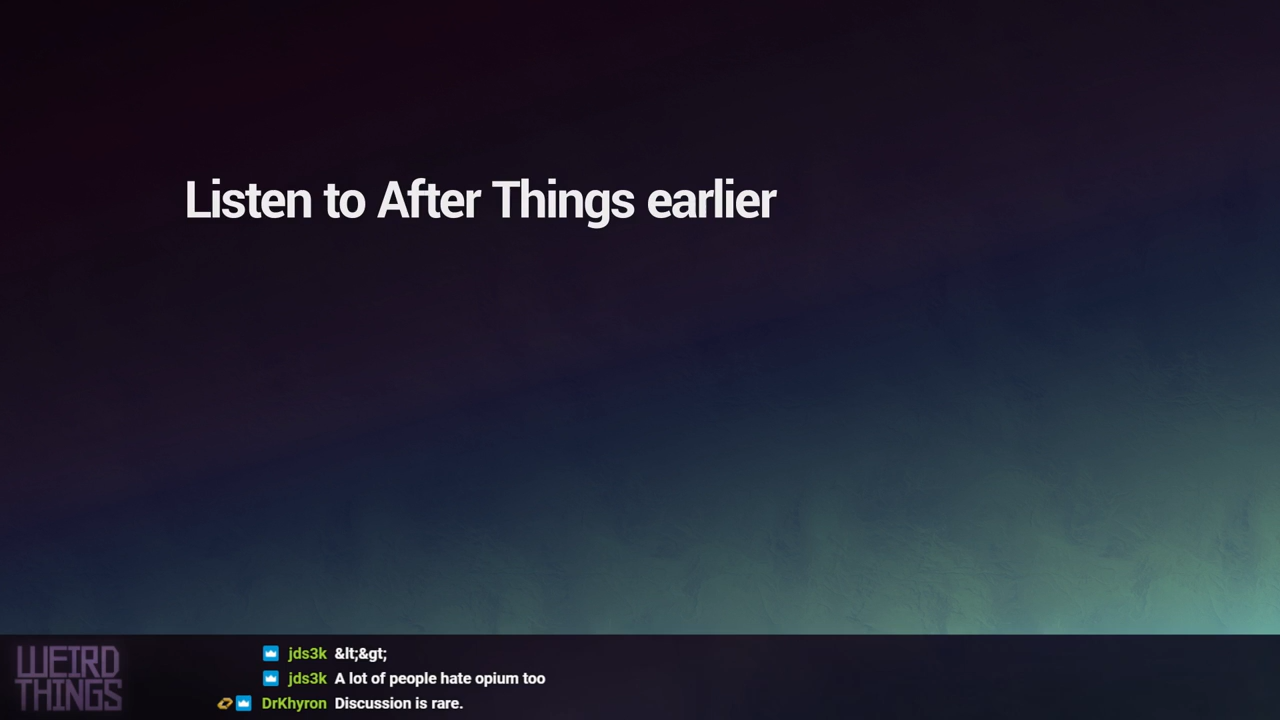 Listen to After Things earlier
jds3k &lt;&gt;
jds3k A lot of people hate opium too
DrKhyron Discussion is rare.
WEIRD
THINGS